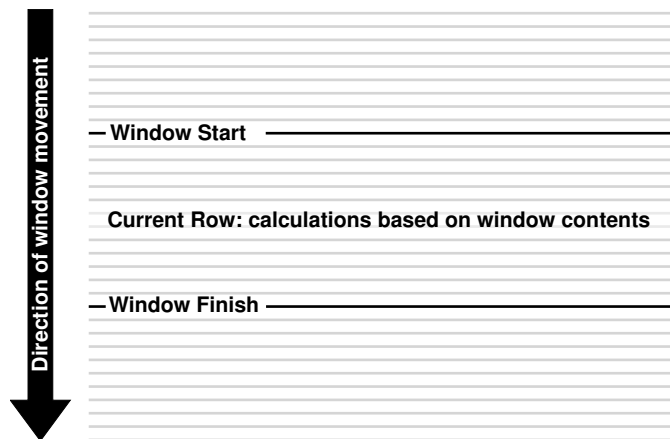 Direction of window movement
Window Start
Current Row: calculations based on window contents
Window Finish